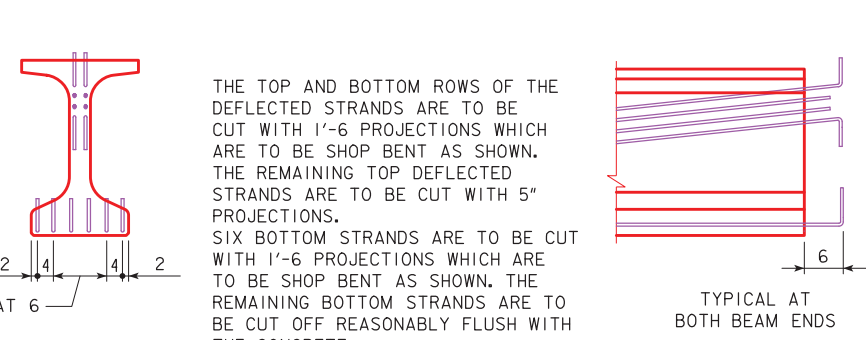 THE TOP AND BOTTOM ROWS OF THE
DEFLECTED STRANDS ARE TO BE
CUT WITH 1'-6 PROJECTIONS WHICH
ARE TO BE SHOP BENT AS SHOWN.
THE REMAINING TOP DEFLECTED
STRANDS ARE TO BE CUT WITH 5"
PROJECTIONS.
SIX BOTTOM STRANDS ARE TO BE CUT
WITH 1'-6 PROJECTIONS WHICH ARE
TO BE SHOP BENT AS SHOWN. THE
REMAINING BOTTOM STRANDS ARE TO
BE CUT OFF REASONABLY FLUSH WITH
2 4 4 2
AT 6
6
TYPICAL AT
BOTH BEAM ENDS